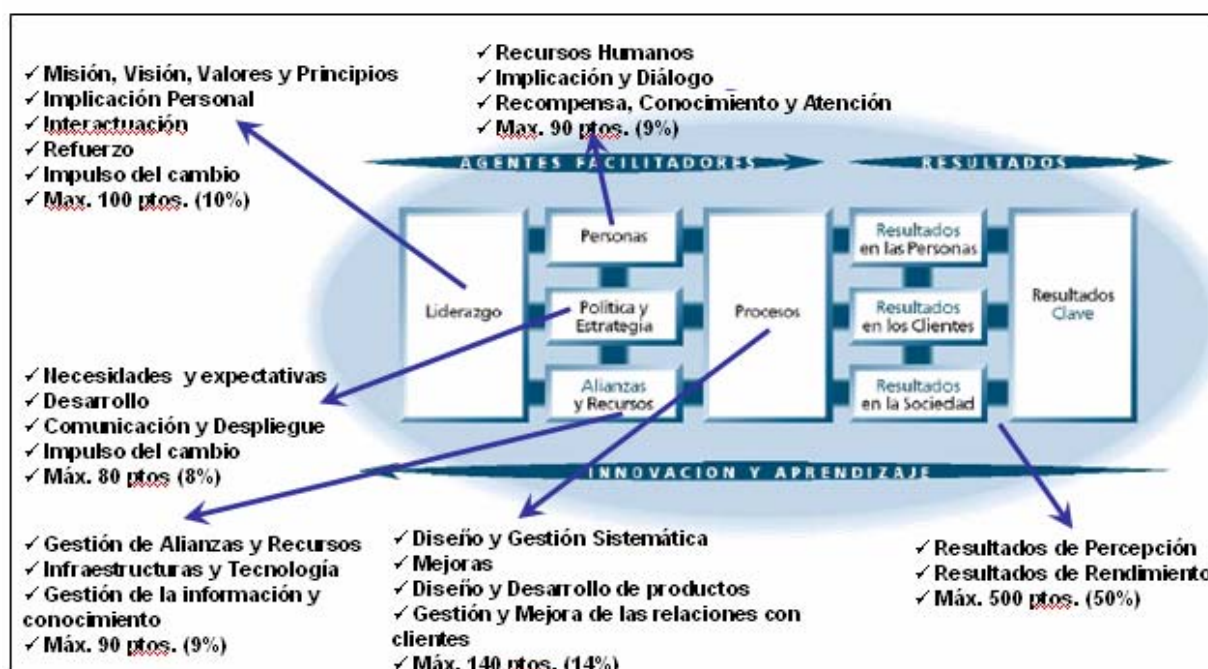 ✓ Misión, Visión, Valores y Principios
✓ Implicación Personal
✓ Interactuación
✓ Refuerzo
✓ Impulso del cambio
✓ Max. 100 ptos. (10%)
✓ Recursos Humanos
✓ Implicación y Diálogo
✓ Recompensa, Conocimiento y Atención
✓ Max. 90 ptos. (9%)
AGENTES FACILITADORES
RESULTADOS
Liderazgo
Personas
Política y
Estrategia
Alianzas
y Recursos
Procesos
Resultados
en las Personas
Resultados
en los Clientes
Resultados
en la Sociedad
Resultados
Clave
INNOVACION Y APRENDIZAJE
✓ Necesidades y expectativas
✓ Desarrollo
✓ Comunicación y Despliegue
✓ Impulso del cambio
✓ Máx. 80 ptos (8%)
✓ Gestión de Alianzas y Recursos
✓ Infraestructuras y Tecnología
✓ Gestión de la información y
conocimiento
✓ Máx. 90 ptos. (9%)
✓ Diseño y Gestión Sistemática
✓ Mejoras
✓ Diseño y Desarrollo de productos
✓ Gestión y Mejora de las relaciones con
clientes
✓ Máx. 140 ptos. (14%)
✓ Resultados de Percepción
✓ Resultados de Rendimiento
✓ Máx. 500 ptos. (50%)